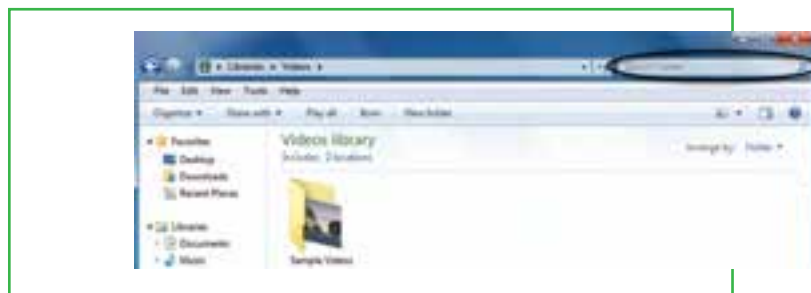 Libraries ▸ Videos ▸
File Edit View Tools Help
Organize Share with Play all Burn New folder
Favorites
Desktop
Downloads
Recent Places
Libraries
Documents
Music
Videos library
Includes: 2 locations
Arrange by: Folder
Sample Videos